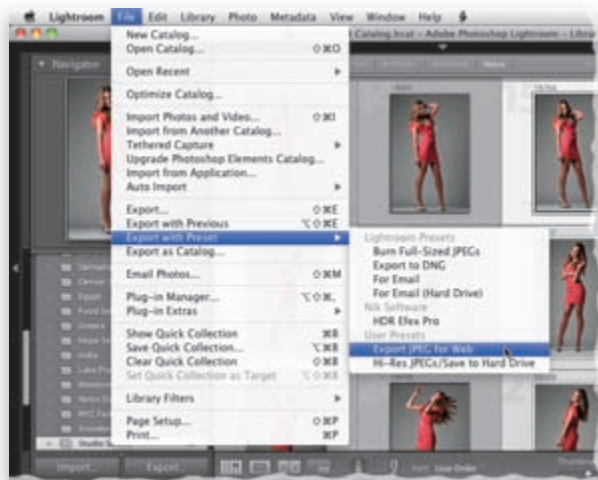 Lightroom File Edit Library Photo Metadata View Window Help
Catalog.lrcat - Adobe Photoshop Lightroom - Libra
Navigator
New Catalog...
Open Catalog... ⇧⌘O
Open Recent
Optimize Catalog...
Import Photos and Video... ⇧⌘I
Import from Another Catalog...
Tethered Capture
Upgrade Photoshop Elements Catalog...
Import from Application...
Auto Import
Export... ⇧⌘E
Export with Previous ⌥⇧⌘E
Export with Preset
Export as Catalog...
Email Photos... ⇧⌘M
Plug-in Manager... ⌥⇧⌘,
Plug-in Extras
Show Quick Collection ⌘B
Save Quick Collection... ⌥⌘B
Clear Quick Collection ⇧⌘B
Set Quick Collection as Target ⌥⇧⌘B
Library Filters
Page Setup... ⇧⌘P
Print... ⌘P
Lightroom Presets
Burn Full-Sized JPEGs
Export to DNG
For Email
For Email (Hard Drive)
Nik Software
HDR Efex Pro
User Presets
Export JPEG for Web
Hi-Res JPEGs/Save to Hard Drive
India
Studio
Import... Export... Sort: User Order